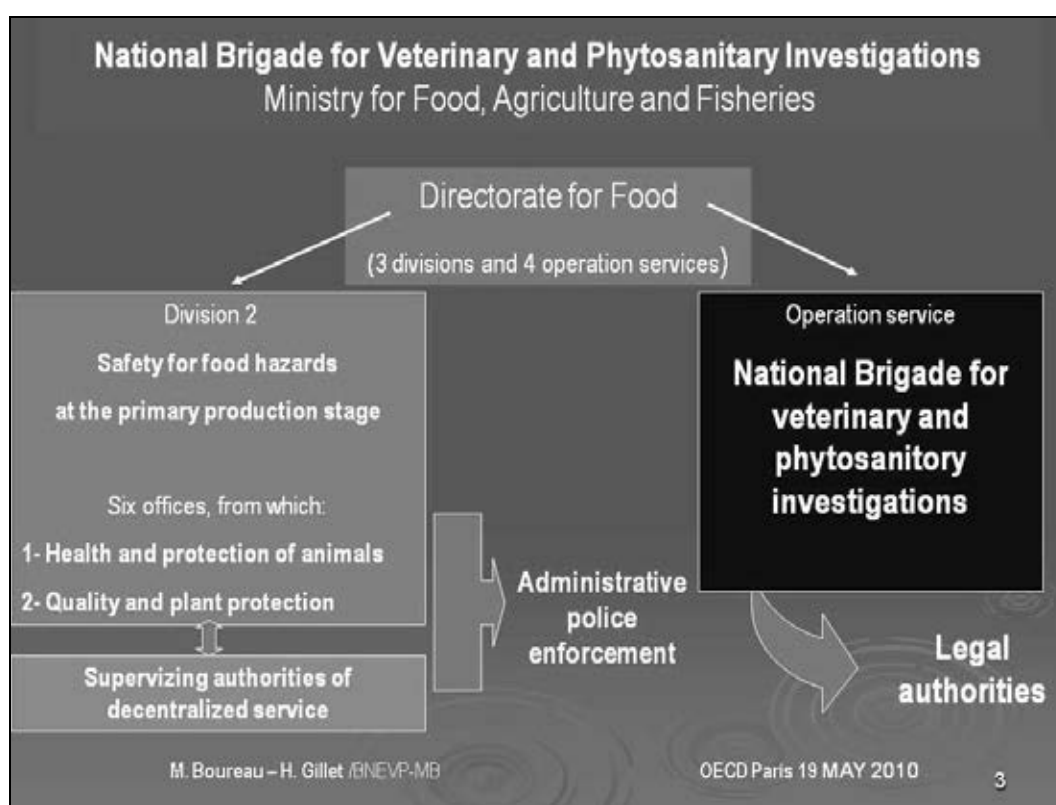 National Brigade for Veterinary and Phytosanitary Investigations
Ministry for Food, Agriculture and Fisheries
Directorate for Food
(3 divisions and 4 operation services)
Division 2
Safety for food hazards
at the primary production stage
Six offices, from which:
1- Health and protection of animals
2- Quality and plant protection
Supervizing authorities of
decentralized service
Administrative
police
enforcement
Operation service
National Brigade for
veterinary and
phytosanitory
investigations
Legal
authorities
M. Boureau – H. Gillet /BNEVP-MB
OECD Paris 19 MAY 2010
3